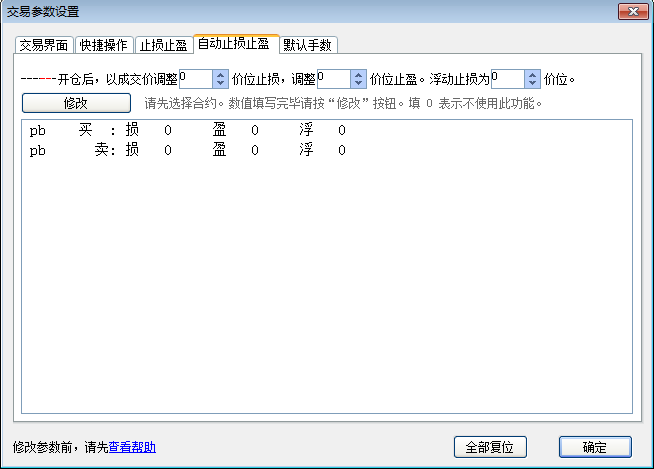 交易参数设置
交易界面 快捷操作 止损止盈 自动止损止盈 默认手数
------开仓后，以成交价调整0 价位止损，调整0 价位止盈。浮动止损为0 价位。
修改 请先选择合约。数值填写完毕请按“修改”按钮。填 0 表示不使用此功能。
pb 买 : 损 0 盈 0 浮 0
pb 卖: 损 0 盈 0 浮 0
修改参数前，请先查看帮助 全部复位 确定